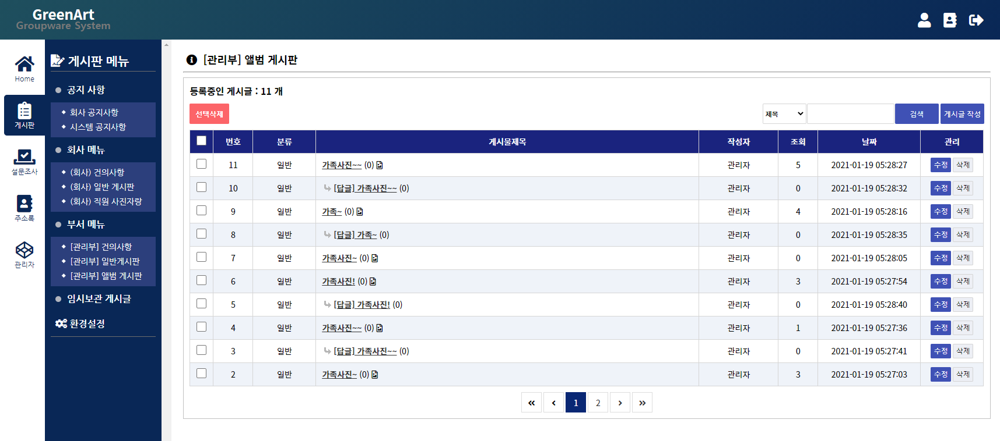 GreenArt
Groupware System
Home
게시판
설문조사
주소록
관리자
게시판 메뉴
공지 사항
회사 공지사항
시스템 공지사항
회사 메뉴
(회사) 건의사항
(회사) 일반 게시판
(회사) 직원 사진자랑
부서 메뉴
[관리부] 건의사항
[관리부] 일반게시판
[관리부] 앨범 게시판
임시보관 게시글
환경설정
[관리부] 앨범 게시판
등록중인 게시글 : 11 개
선택삭제 제목 검색 게시글 작성
번호 분류 게시물제목 작성자 조회 날짜 관리
11 일반 가족사진~~ (0) 관리자 5 2021-01-19 05:28:27 수정 삭제
10 일반 [답글] 가족사진~~ (0) 관리자 0 2021-01-19 05:28:32 수정 삭제
9 일반 가족~ (0) 관리자 4 2021-01-19 05:28:16 수정 삭제
8 일반 [답글] 가족~ (0) 관리자 0 2021-01-19 05:28:35 수정 삭제
7 일반 가족사진~ (0) 관리자 0 2021-01-19 05:28:05 수정 삭제
6 일반 가족사진! (0) 관리자 3 2021-01-19 05:27:54 수정 삭제
5 일반 [답글] 가족사진! (0) 관리자 0 2021-01-19 05:28:40 수정 삭제
4 일반 가족사진~~ (0) 관리자 1 2021-01-19 05:27:36 수정 삭제
3 일반 [답글] 가족사진~~ (0) 관리자 0 2021-01-19 05:27:41 수정 삭제
2 일반 가족사진~ (0) 관리자 3 2021-01-19 05:27:03 수정 삭제
1 2